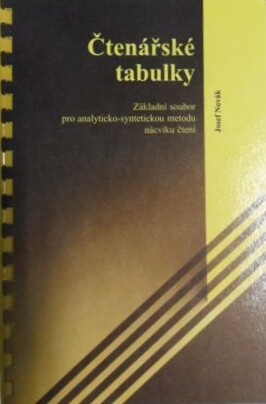 Čtenářské
tabulky
Základní soubor
pro analyticko-syntetickou metodu
nácviku čtení
Josef Novák